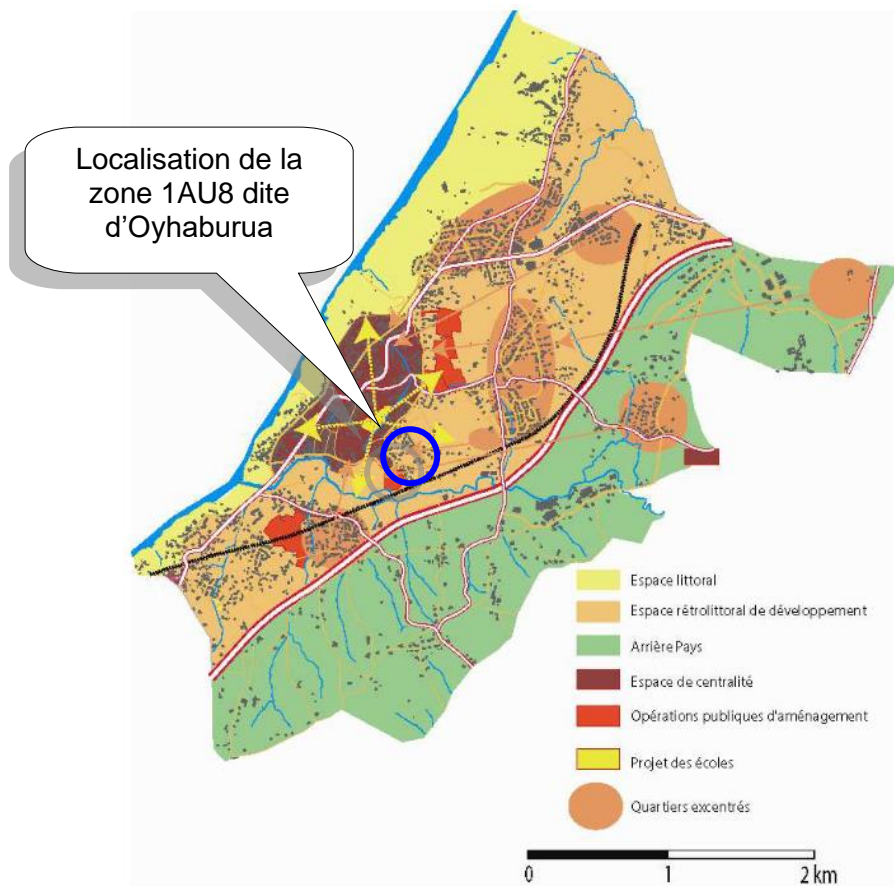 Localisation de la
zone 1AU8 dite
d'Oyhaburua
Espace littoral
Espace rétrolittoral de développement
Arrière Pays
Espace de centralité
Opérations publiques d'aménagement
Projet des écoles
Quartiers excentrés
0 1 2 km